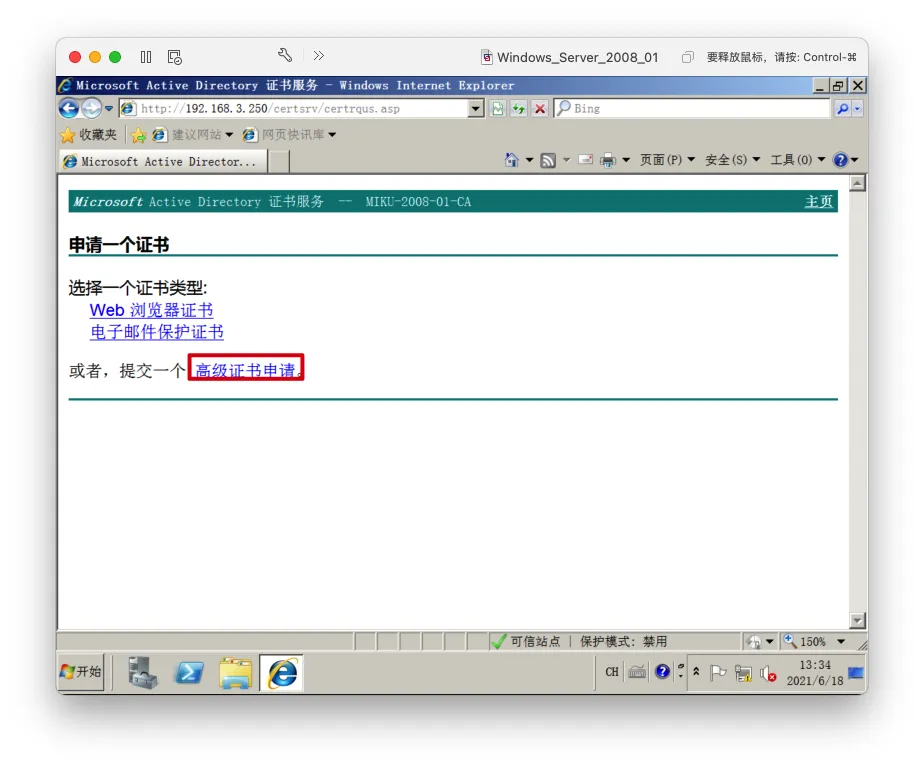 Windows_Server_2008_01 要释放鼠标，请按: Control-⌘
Microsoft Active Directory 证书服务 - Windows Internet Explorer
http://192.168.3.250/certsrv/certrqus.asp Bing
收藏夹 建议网站 网页快讯库
Microsoft Active Director... 页面(P) 安全(S) 工具(O)
Microsoft Active Directory 证书服务 -- MIKU-2008-01-CA 主页
申请一个证书
选择一个证书类型:
Web 浏览器证书
电子邮件保护证书
或者，提交一个 高级证书申请。
可信站点 | 保护模式: 禁用 150%
开始 CH 13:34
2021/6/18